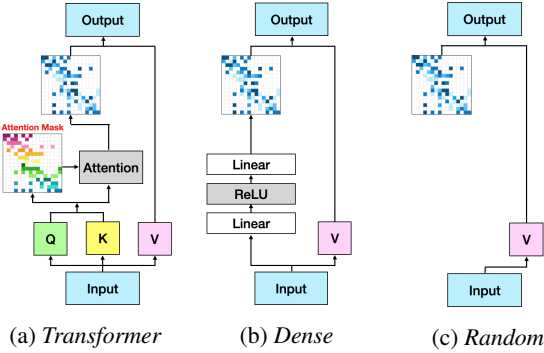 Output
Attention Mask
Attention
Q
K
V
Input
(a) Transformer
Output
Linear
ReLU
Linear
V
Input
(b) Dense
Output
V
Input
(c) Random